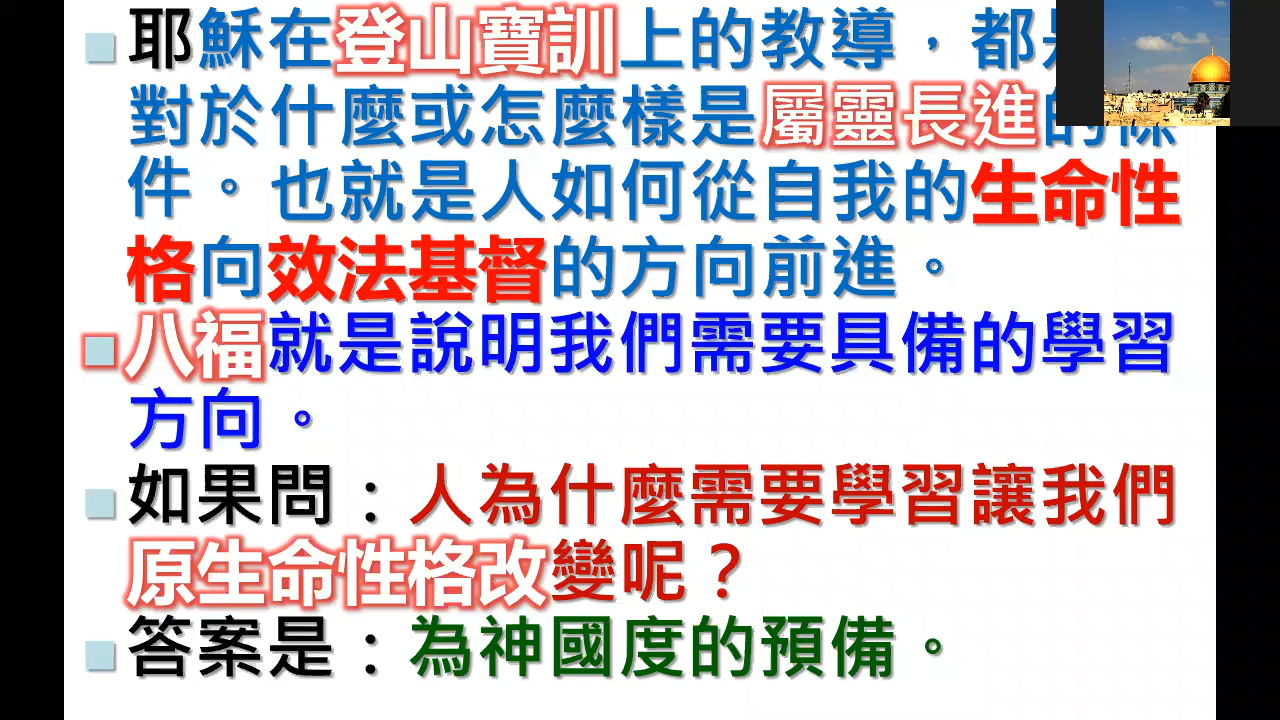 耶穌在登山寶訓上的教導，都
對於什麼或怎麼樣是屬靈長進的條
件。也就是人如何從自我的生命性
格向效法基督的方向前進。
八福就是說明我們需要具備的學習
方向。
如果問：人為什麼需要學習讓我們
原生命性格改變呢？
答案是：為神國度的預備。